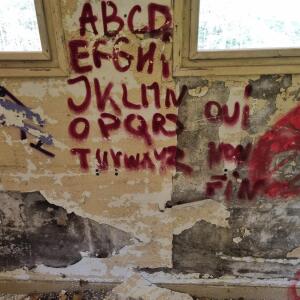 ABCD
EFGHI
JKLMN
OPQRS
TUVWXYZ
OUI
NON
FIN